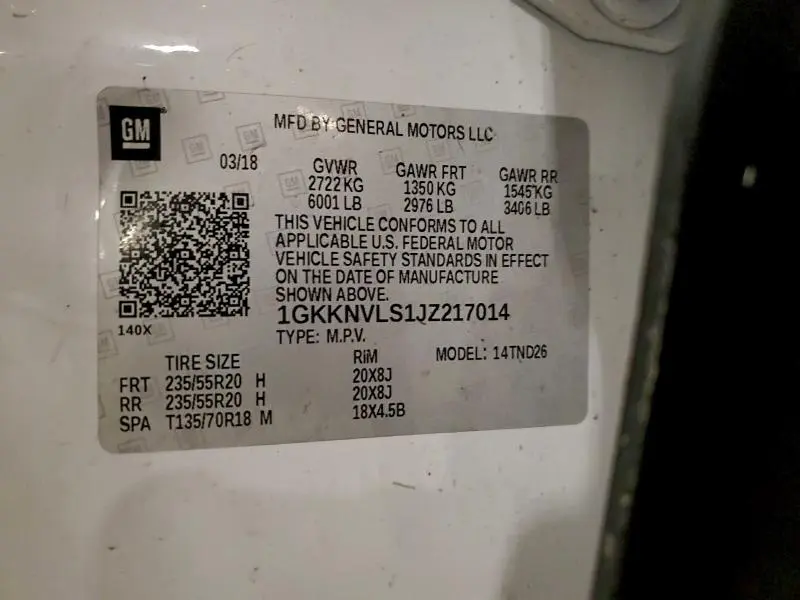 GM
MFD BY GENERAL MOTORS LLC
03/18
GVWR GAWR FRT GAWR RR
2722 KG 1350 KG 1545 KG
6001 LB 2976 LB 3406 LB
THIS VEHICLE CONFORMS TO ALL
APPLICABLE U.S. FEDERAL MOTOR
VEHICLE SAFETY STANDARDS IN EFFECT
ON THE DATE OF MANUFACTURE
SHOWN ABOVE.
1GKKNVLS1JZ217014
140X
TYPE: M.P.V.
TIRE SIZE RIM MODEL: 14TND26
FRT 235/55R20 H 20X8J
RR 235/55R20 H 20X8J
SPA T135/70R18 M 18X4.5B